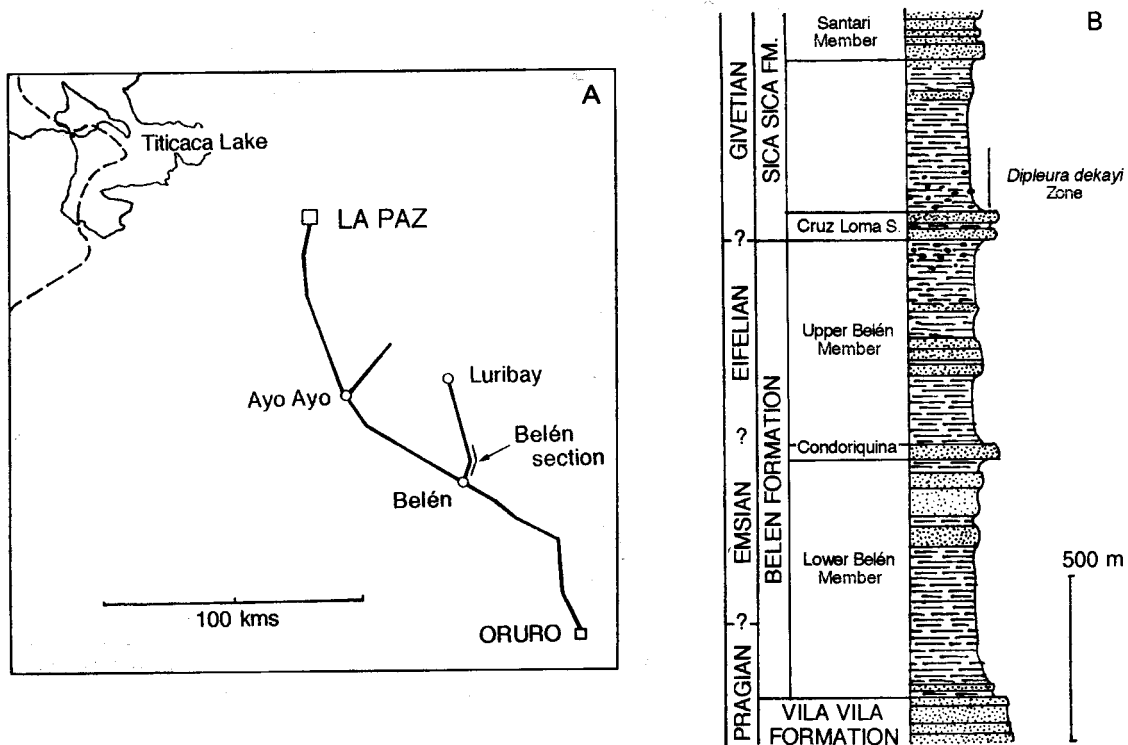 A
Titicaca Lake
LA PAZ
Ayo Ayo
Luribay
Belén
section
Belén
100 kms
ORURO
B
GIVETIAN
?
EIFELIAN
?
EMSIAN
?
PRAGIAN
SICA SICA FM.
BELEN FORMATION
Santari
Member
Cruz Loma S.
Upper Belén
Member
Condoriquina
Lower Belén
Member
VILA VILA
FORMATION
Dipleura dekayi
Zone
500 m